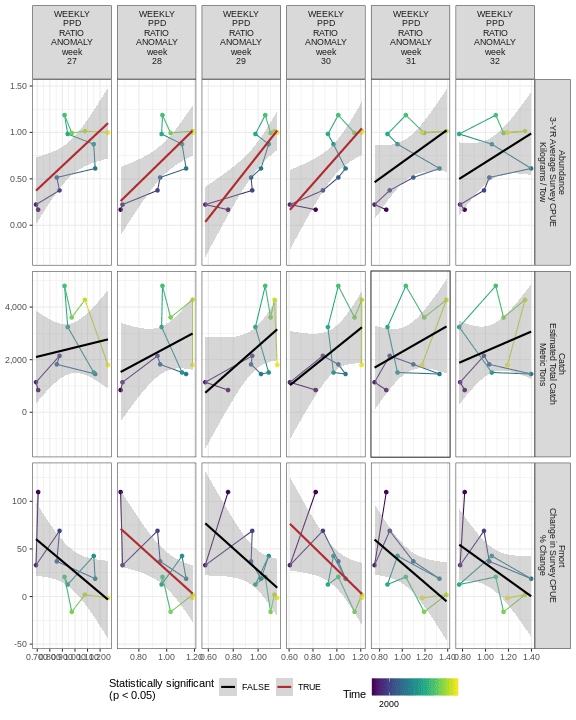 WEEKLY
PPD
RATIO
ANOMALY
week
27
WEEKLY
PPD
RATIO
ANOMALY
week
28
WEEKLY
PPD
RATIO
ANOMALY
week
29
WEEKLY
PPD
RATIO
ANOMALY
week
30
WEEKLY
PPD
RATIO
ANOMALY
week
31
WEEKLY
PPD
RATIO
ANOMALY
week
32
1.50
1.00
0.50
0.00
Abundance
3-YR Average Survey CPUE
Kilograms / Tow
4,000
2,000
0
Catch
Estimated Total Catch
Metric Tons
100
50
0
-50
Fmort
Change in Survey CPUE
% Change
0.80 1.00 1.20
0.60 0.80 1.00
0.60 0.80 1.00 1.20
0.80 1.00 1.20 1.40
0.80 1.00 1.20 1.40
Statistically significant
(p < 0.05)
FALSE
TRUE
Time
2000